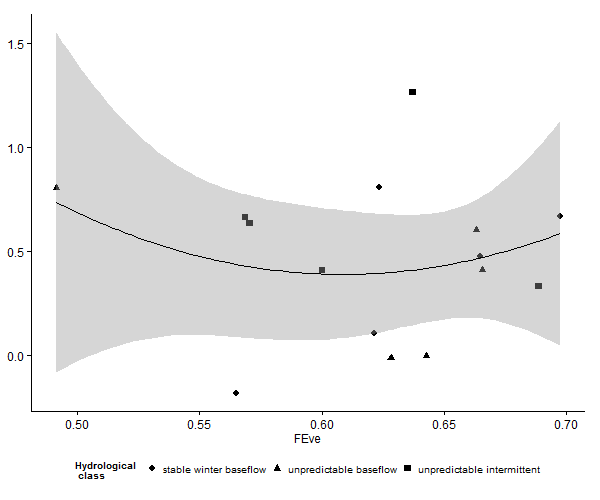 1.5
1.0
0.5
0.0
0.50 0.55 0.60 0.65 0.70
FEve
Hydrological
class
stable winter baseflow unpredictable baseflow unpredictable intermittent